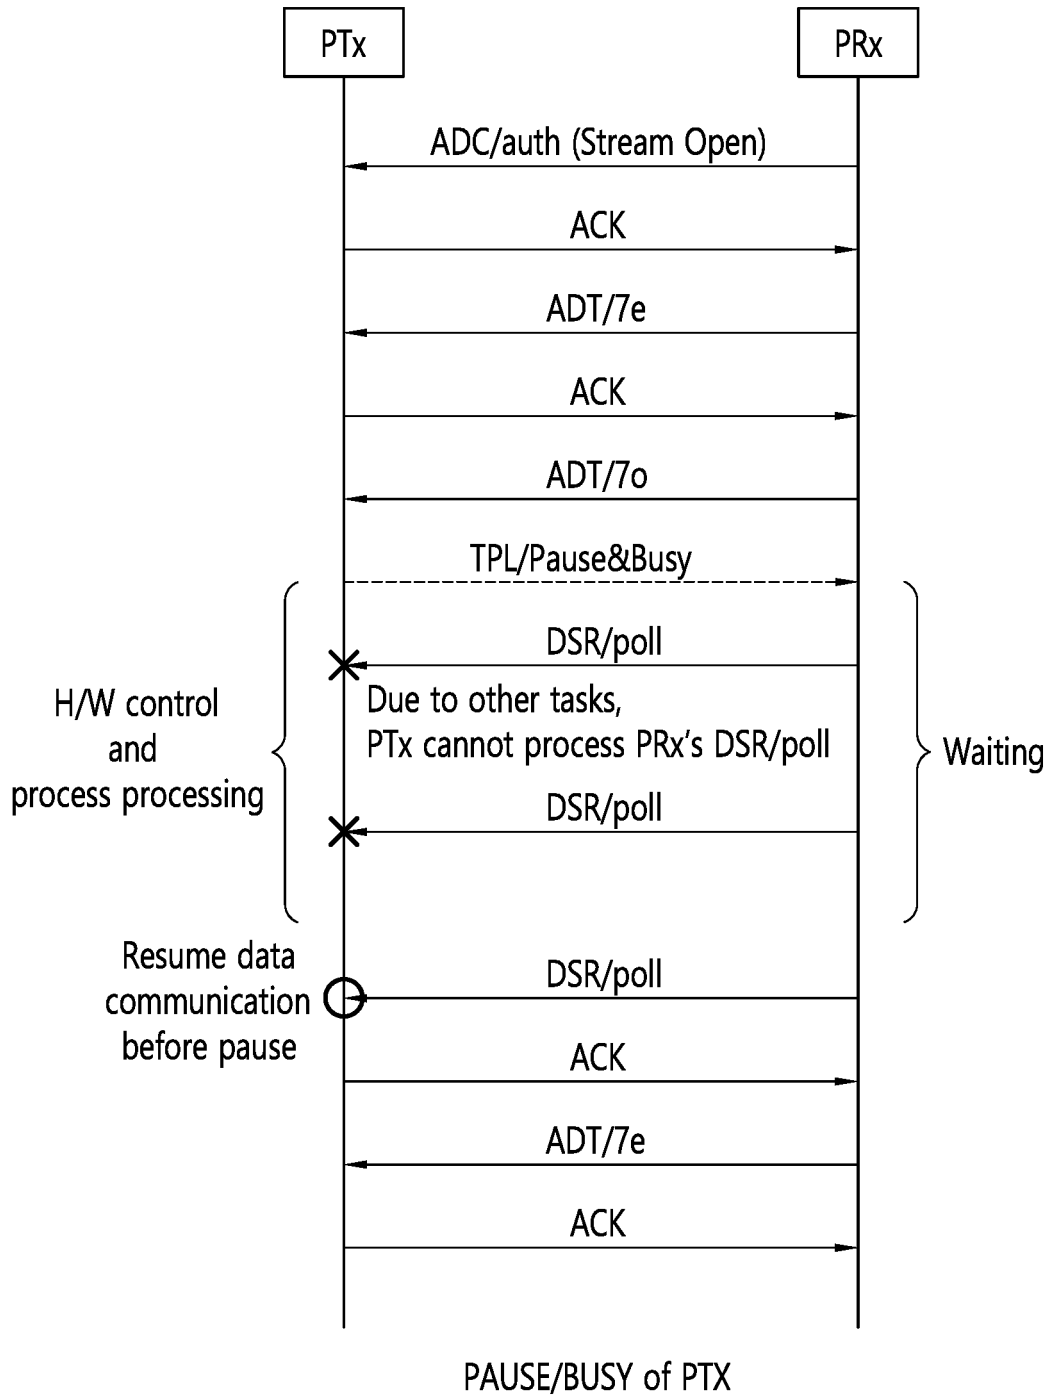 PTx
PRx
ADC/auth (Stream Open)
ACK
ADT/7e
ACK
ADT/7o
TPL/Pause&Busy
DSR/poll
Due to other tasks,
PTx cannot process PRx's DSR/poll
H/W control
and
process processing
Waiting
DSR/poll
Resume data
communication
before pause
DSR/poll
ACK
ADT/7e
ACK
PAUSE/BUSY of PTX